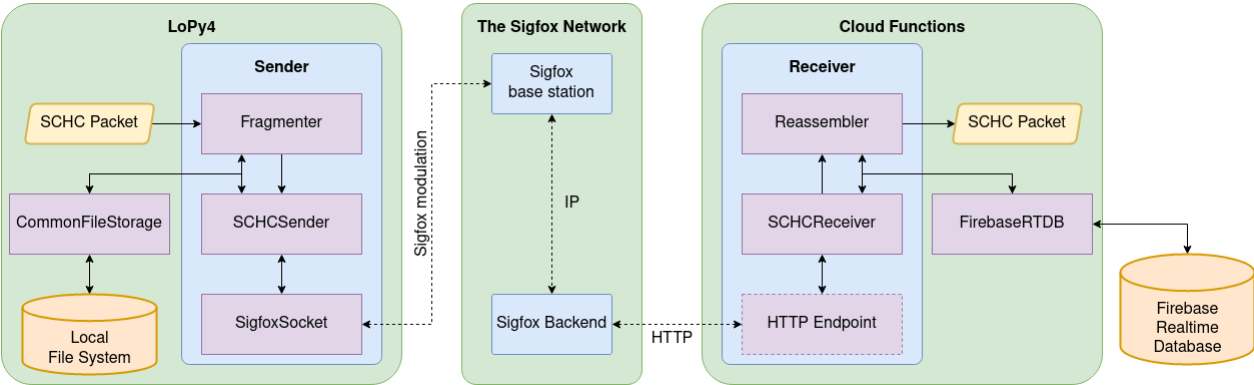 LoPy4
Sender
SCHC Packet
Fragmenter
CommonFileStorage
SCHCSender
Local
File System
SigfoxSocket
Sigfox modulation
The Sigfox Network
Sigfox
base station
IP
Sigfox Backend
HTTP
Cloud Functions
Receiver
Reassembler
SCHC Packet
SCHCReceiver
FirebaseRTDB
HTTP Endpoint
Firebase
Realtime
Database